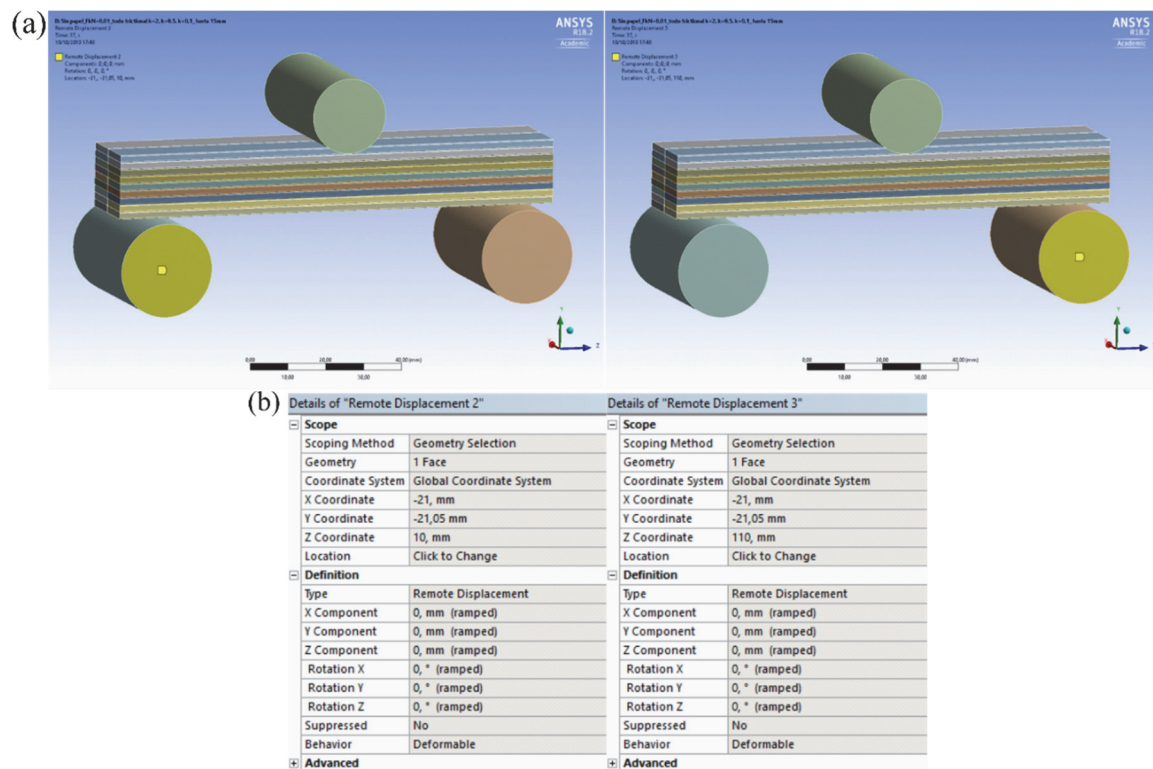 (a)
Remote Displacement 2
Time: 17, s
ANSYS
R18.2
Academic
Remote Displacement 2
Components: 0,0,0, mm
Rotation: 0, 0, 0, °
Location: -21, -21,05, 10, mm
Y
Z
0,00 20,00 40,00 (mm)
10,00 30,00
Remote Displacement 3
Time: 17, s
ANSYS
R18.2
Academic
Remote Displacement 3
Components: 0,0,0, mm
Rotation: 0, 0, 0, °
Location: -21, -21,05, 110, mm
Y
Z
0,00 20,00 40,00 (mm)
10,00 30,00
(b)
Details of "Remote Displacement 2"
Scope
Scoping Method Geometry Selection
Geometry 1 Face
Coordinate System Global Coordinate System
X Coordinate -21, mm
Y Coordinate -21,05 mm
Z Coordinate 10, mm
Location Click to Change
Definition
Type Remote Displacement
X Component 0, mm (ramped)
Y Component 0, mm (ramped)
Z Component 0, mm (ramped)
Rotation X 0, ° (ramped)
Rotation Y 0, ° (ramped)
Rotation Z 0, ° (ramped)
Suppressed No
Behavior Deformable
Advanced
Details of "Remote Displacement 3"
Scope
Scoping Method Geometry Selection
Geometry 1 Face
Coordinate System Global Coordinate System
X Coordinate -21, mm
Y Coordinate -21,05 mm
Z Coordinate 110, mm
Location Click to Change
Definition
Type Remote Displacement
X Component 0, mm (ramped)
Y Component 0, mm (ramped)
Z Component 0, mm (ramped)
Rotation X 0, ° (ramped)
Rotation Y 0, ° (ramped)
Rotation Z 0, ° (ramped)
Suppressed No
Behavior Deformable
Advanced